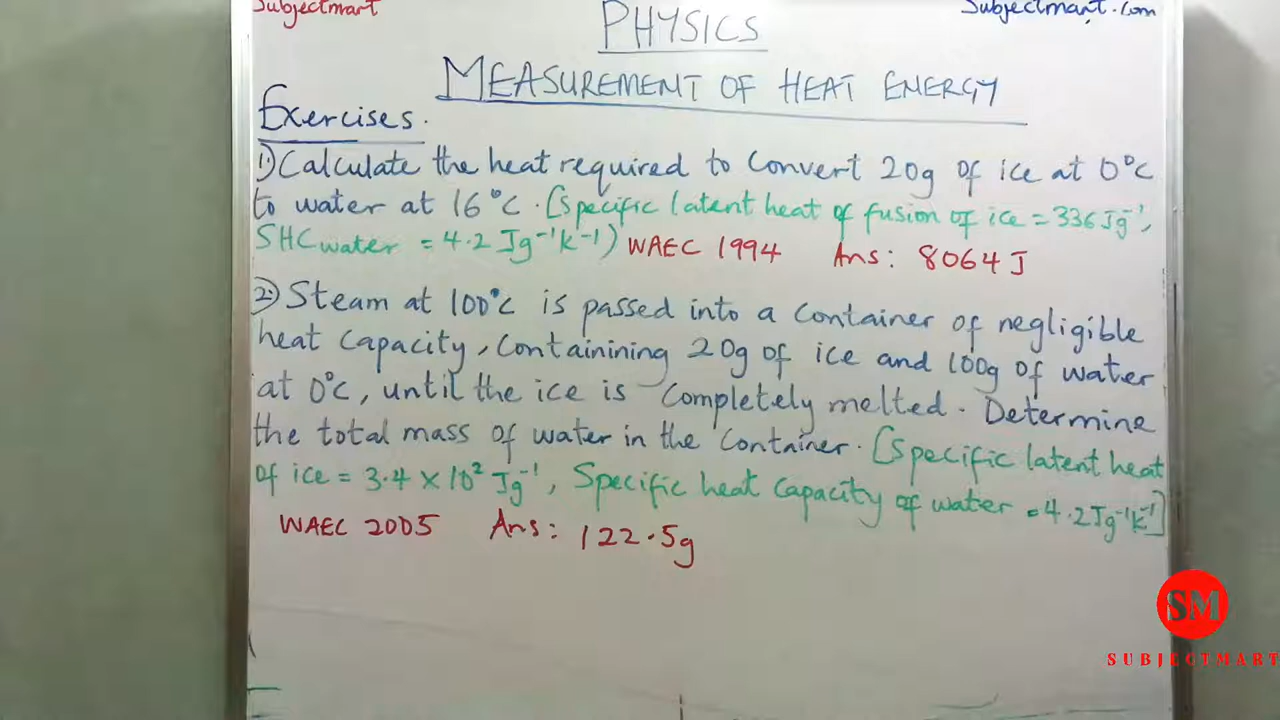 Subjectmart
Subjectmart.com
PHYSICS
MEASUREMENT OF HEAT ENERGY
Exercises.
1) Calculate the heat required to convert 20g of ice at 0°C
to water at 16°C. [specific latent heat of fusion of ice = 336Jg⁻¹,
SHC water = 4.2 Jg⁻¹k⁻¹) WAEC 1994 Ans: 8064J
2) Steam at 100°c is passed into a container of negligible
heat capacity, containining 20g of ice and 100g of water
at 0°c, until the ice is completely melted. Determine
the total mass of water in the container. [specific latent heat
of ice = 3.4 × 10² Jg⁻¹, Specific heat capacity of water = 4.2Jg⁻¹k⁻¹]
WAEC 2005 Ans: 122.5g
SM
SUBJECTMART